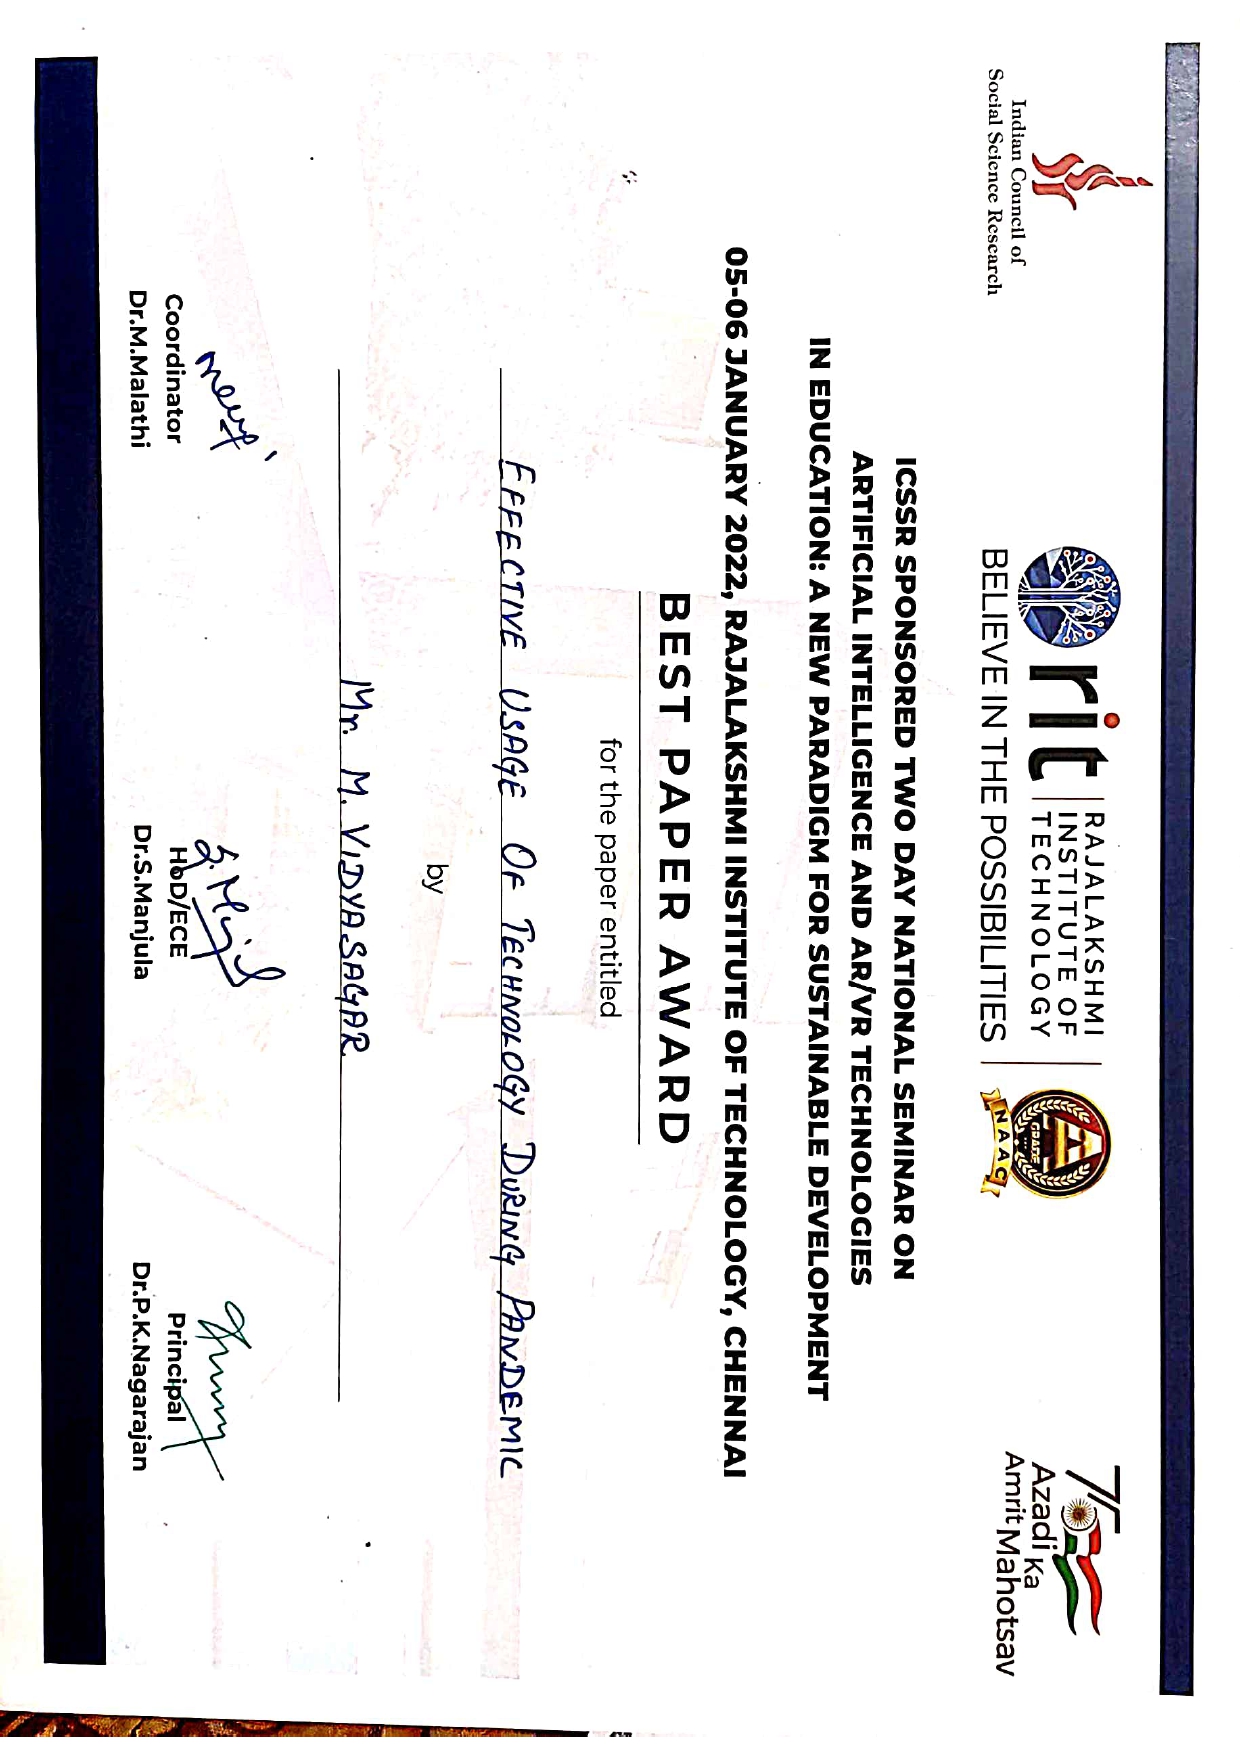 Indian Council of
Social Science Research
rit
RAJALAKSHMI
INSTITUTE OF
TECHNOLOGY
BELIEVE IN THE POSSIBILITIES
A
GRADE
NAAC
75
Azadi Ka
Amrit Mahotsav
ICSSR SPONSORED TWO DAY NATIONAL SEMINAR ON
ARTIFICIAL INTELLIGENCE AND AR/VR TECHNOLOGIES
IN EDUCATION: A NEW PARADIGM FOR SUSTAINABLE DEVELOPMENT
05-06 JANUARY 2022, RAJALAKSHMI INSTITUTE OF TECHNOLOGY, CHENNAI
BEST PAPER AWARD
for the paper entitled
EFFECTIVE USAGE OF TECHNOLOGY DURING PANDEMIC
by
Mr. M. VIDYASAGAR
Coordinator
Dr.M.Malathi
HoD/ECE
Dr.S.Manjula
Principal
Dr.P.K.Nagarajan